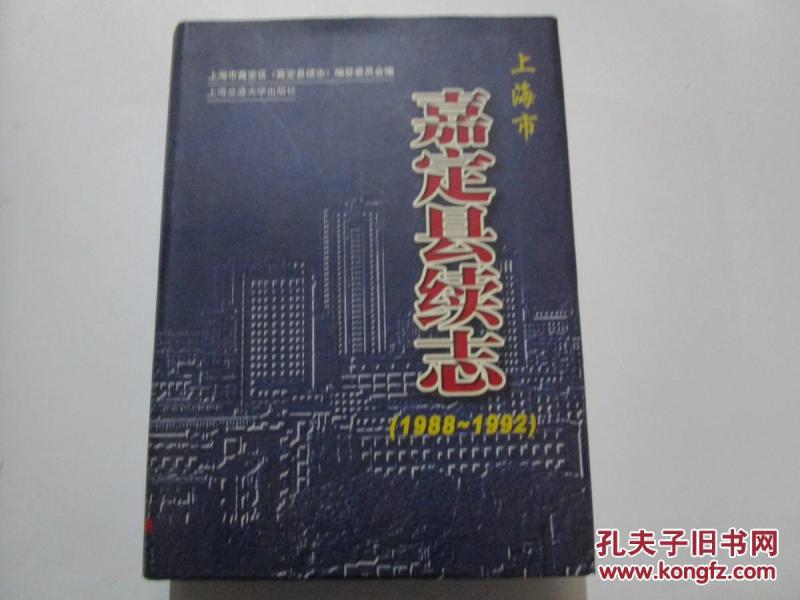 上海市嘉定区《嘉定县续志》编纂委员会编
上海交通大学出版社
上海市
嘉定县续志
(1988~1992)
孔夫子旧书网
www.kongfz.com